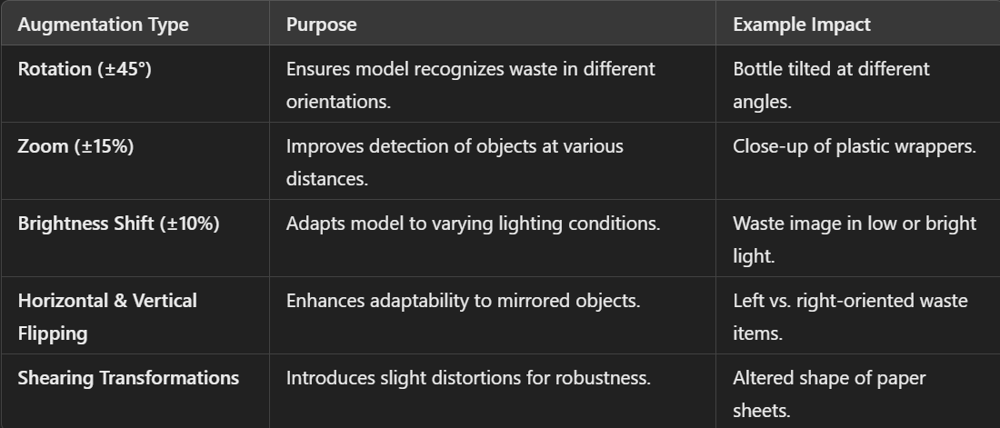 Augmentation Type Purpose Example Impact
Rotation (±45°) Ensures model recognizes waste in different orientations. Bottle tilted at different angles.
Zoom (±15%) Improves detection of objects at various distances. Close-up of plastic wrappers.
Brightness Shift (±10%) Adapts model to varying lighting conditions. Waste image in low or bright light.
Horizontal & Vertical Flipping Enhances adaptability to mirrored objects. Left vs. right-oriented waste items.
Shearing Transformations Introduces slight distortions for robustness. Altered shape of paper sheets.